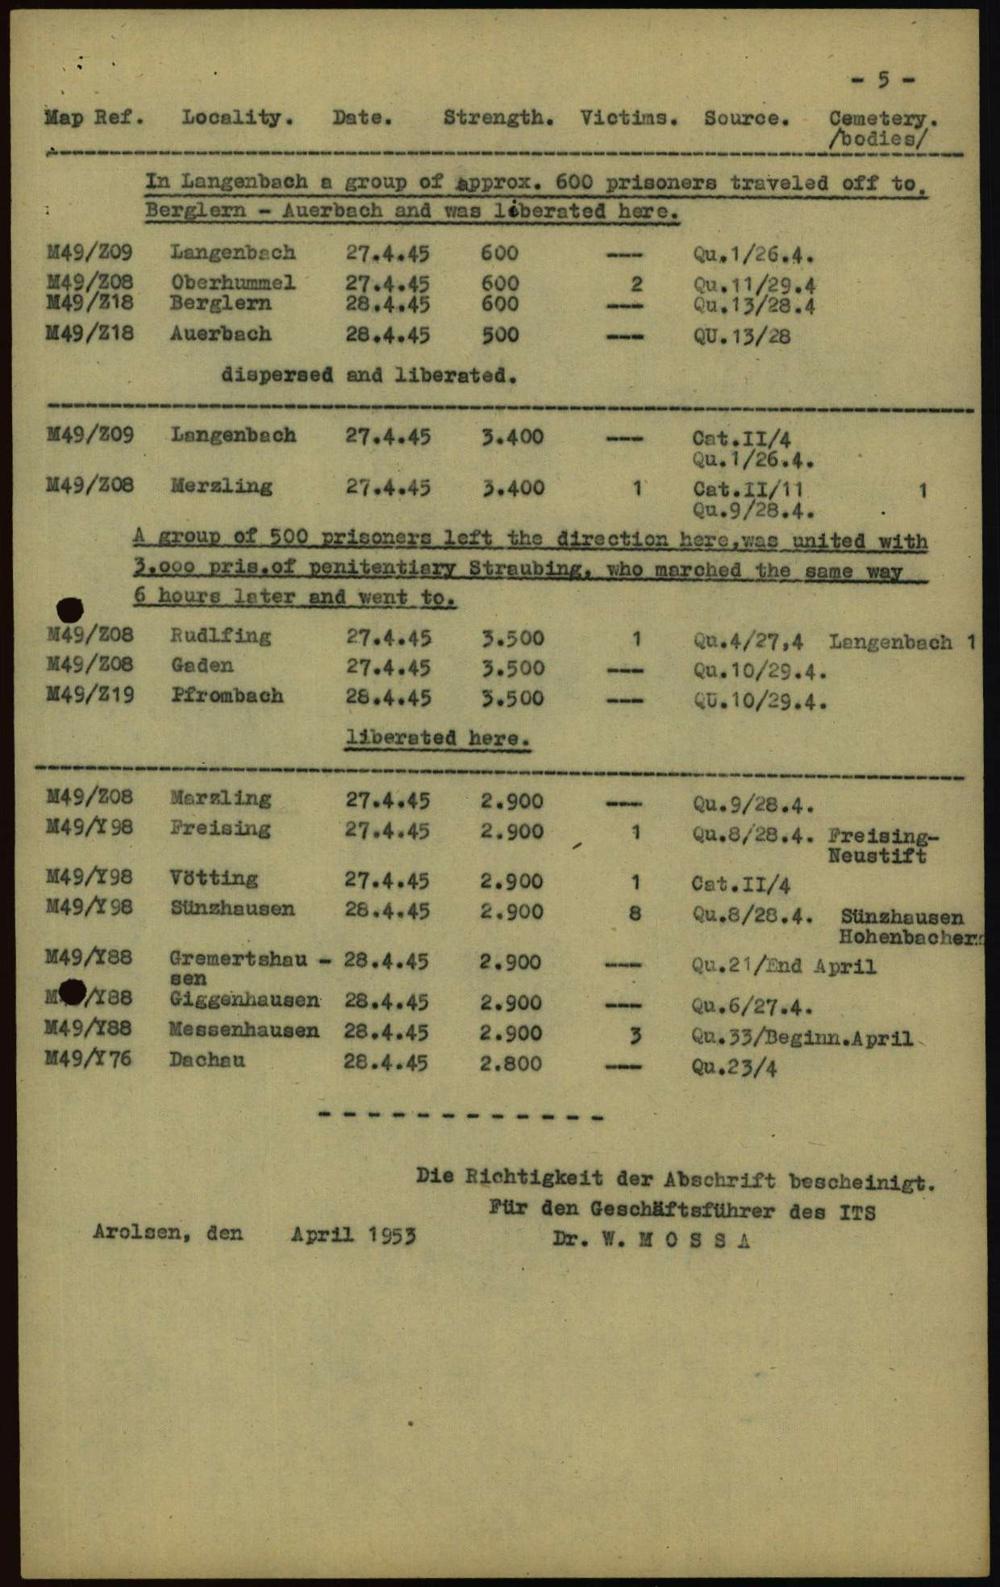 - 5 -
Map Ref. Locality. Date. Strength. Victims. Source. Cemetery.
/bodies/
In Langenbach a group of approx. 600 prisoners traveled off to.
Berglern - Auerbach and was liberated here.
M49/Z09 Langenbach 27.4.45 600 --- Qu.1/26.4.
M49/Z08 Oberhummel 27.4.45 600 2 Qu.11/29.4
M49/Z18 Berglern 28.4.45 600 --- Qu.13/28.4
M49/Z18 Auerbach 28.4.45 500 --- QU.13/28
dispersed and liberated.
M49/Z09 Langenbach 27.4.45 3.400 --- Cat.II/4
Qu.1/26.4.
M49/Z08 Merzling 27.4.45 3.400 1 Cat.II/11 1
Qu.9/28.4.
A group of 500 prisoners left the direction here,was united with
3.ooo pris.of penitentiary Straubing, who marched the same way
6 hours later and went to.
M49/Z08 Rudlfing 27.4.45 3.500 1 Qu.4/27,4 Langenbach 1
M49/Z08 Gaden 27.4.45 3.500 --- Qu.10/29.4.
M49/Z19 Pfrombach 28.4.45 3.500 --- QU.10/29.4.
liberated here.
M49/Z08 Marzling 27.4.45 2.900 --- Qu.9/28.4.
M49/Y98 Freising 27.4.45 2.900 1 Qu.8/28.4. Freising-
Neustift
M49/Y98 Vötting 27.4.45 2.900 1 Cat.II/4
M49/Y98 Sünzhausen 28.4.45 2.900 8 Qu.8/28.4. Sünzhausen
Hohenbachern
M49/Y88 Gremertshau - 28.4.45 2.900 --- Qu.21/End April
sen
M /Y88 Giggenhausen 28.4.45 2.900 --- Qu.6/27.4.
M49/Y88 Messenhausen 28.4.45 2.900 3 Qu.33/Beginn.April
M49/Y76 Dachau 28.4.45 2.800 --- Qu.23/4
- - - - - - - - - - - -
Die Richtigkeit der Abschrift bescheinigt.
Für den Geschäftsführer des ITS
Arolsen, den April 1953 Dr. W. M O S S A